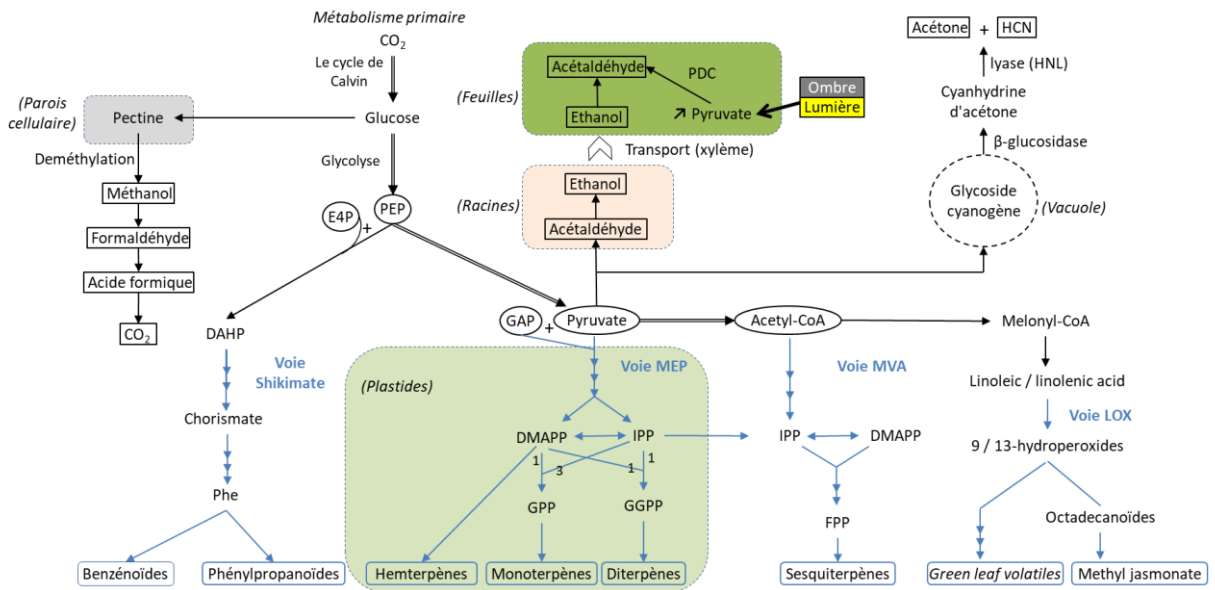 Métabolisme primaire
CO2
Le cycle de
Calvin
Glucose
Glycolyse
PEP
E4P
+
(Parois
cellulaire)
Pectine
Deméthylation
Méthanol
Formaldéhyde
Acide formique
CO2
(Feuilles)
Acétaldéhyde
PDC
Ethanol
Pyruvate
Ombre
Lumière
Transport (xylème)
(Racines)
Ethanol
Acétaldéhyde
Acétone + HCN
lyase (HNL)
Cyanhydrine
d'acétone
β-glucosidase
Glycoside
cyanogène
(Vacuole)
DAHP
GAP
+
Pyruvate
Acetyl-CoA
Melonyl-CoA
Voie
Shikimate
Chorismate
Phe
Benzénoïdes
Phénylpropanoïdes
(Plastides)
Voie MEP
DMAPP
IPP
1
3
1
1
GPP
GGPP
Hemterpènes
Monoterpènes
Diterpènes
Voie MVA
IPP
DMAPP
FPP
Sesquiterpènes
Linoleic / linolenic acid
Voie LOX
9 / 13-hydroperoxides
Octadecanoïdes
Green leaf volatiles
Methyl jasmonate